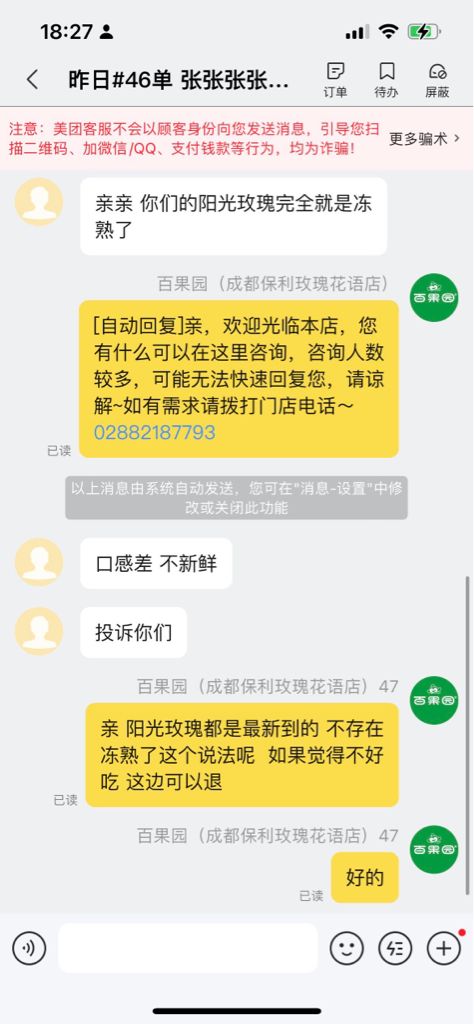 18:27
昨日#46单 张张张张...
订单
待办
屏蔽
注意：美团客服不会以顾客身份向您发送消息，引导您扫
描二维码、加微信/QQ、支付钱款等行为，均为诈骗！
更多骗术 >
亲亲 你们的阳光玫瑰完全就是冻
熟了
百果园（成都保利玫瑰花语店）
百果园
[自动回复]亲，欢迎光临本店，您
有什么可以在这里咨询，咨询人数
较多，可能无法快速回复您，请谅
解~如有需求请拨打门店电话～
02882187793
已读
以上消息由系统自动发送，您可在"消息-设置"中修
改或关闭此功能
口感差 不新鲜
投诉你们
百果园（成都保利玫瑰花语店）47
百果园
亲 阳光玫瑰都是最新到的 不存在
冻熟了这个说法呢 如果觉得不好
吃 这边可以退
已读
百果园（成都保利玫瑰花语店）47
百果园
好的
已读